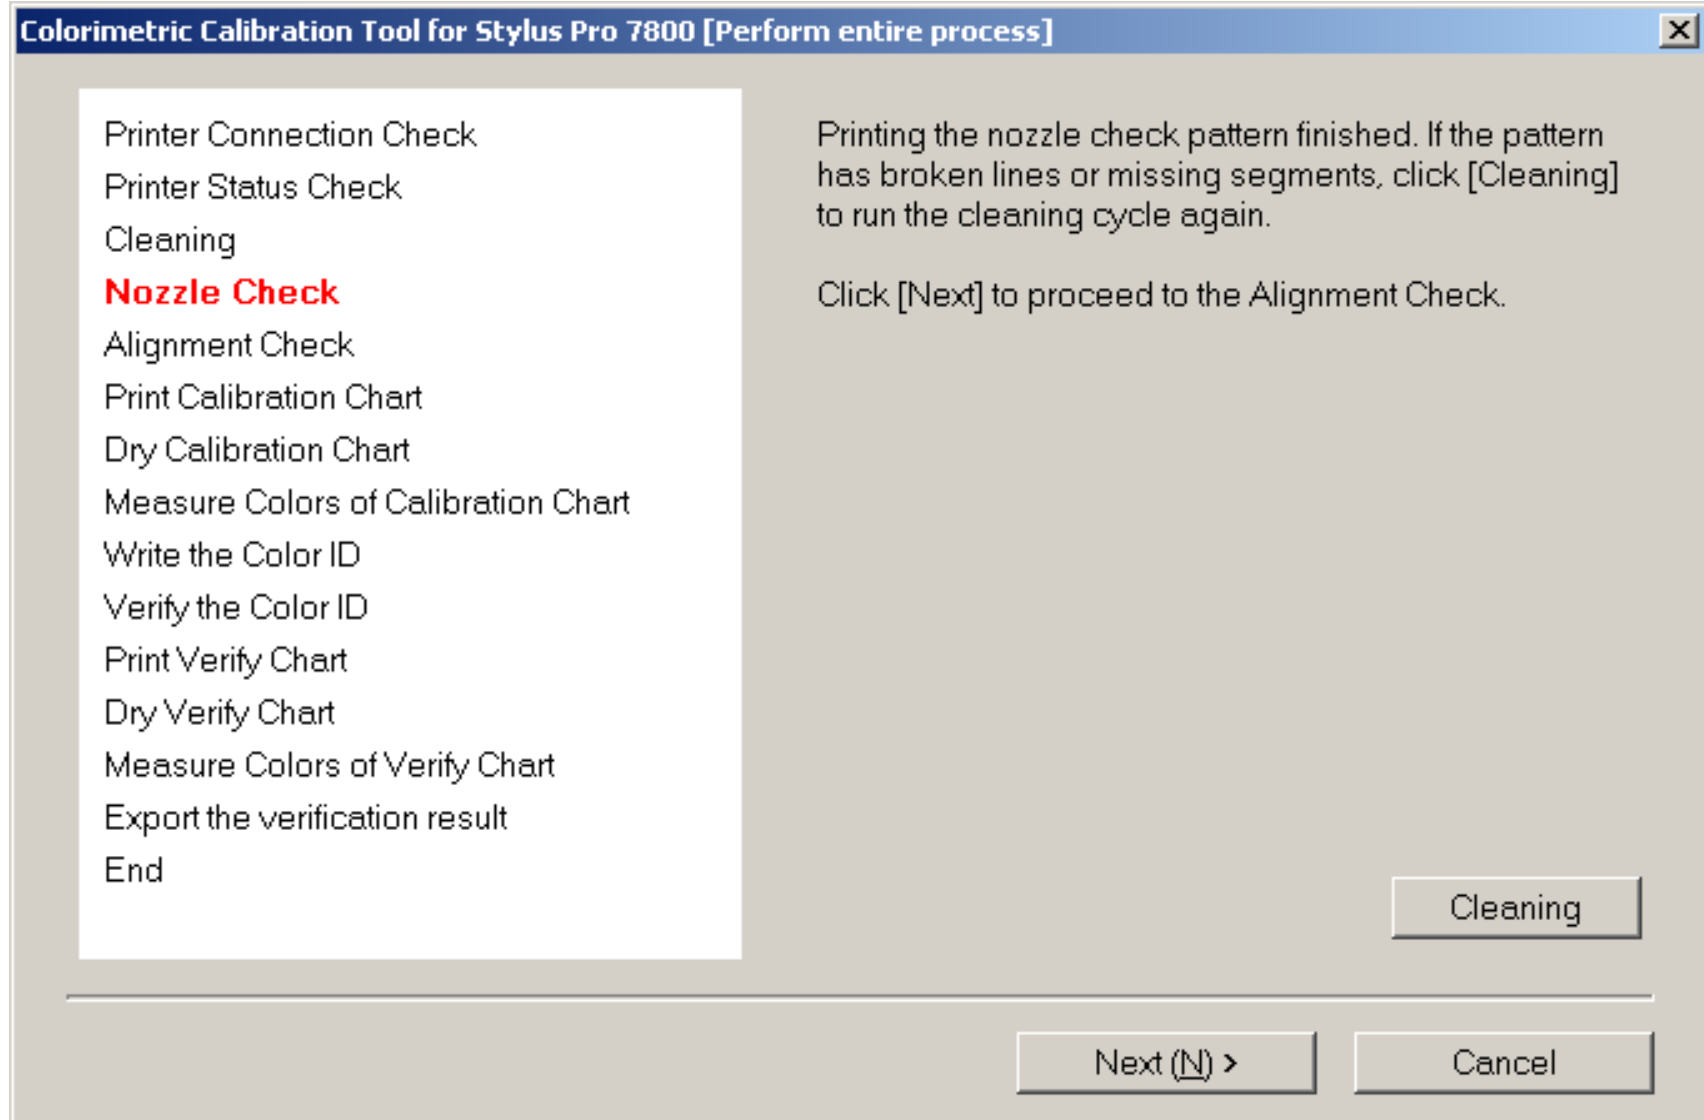 Colorimetric Calibration Tool for Stylus Pro 7800 [Perform entire process]
Printer Connection Check
Printer Status Check
Cleaning
Nozzle Check
Alignment Check
Print Calibration Chart
Dry Calibration Chart
Measure Colors of Calibration Chart
Write the Color ID
Verify the Color ID
Print Verify Chart
Dry Verify Chart
Measure Colors of Verify Chart
Export the verification result
End
Printing the nozzle check pattern finished. If the pattern
has broken lines or missing segments, click [Cleaning]
to run the cleaning cycle again.
Click [Next] to proceed to the Alignment Check.
Cleaning
Next (N) >
Cancel